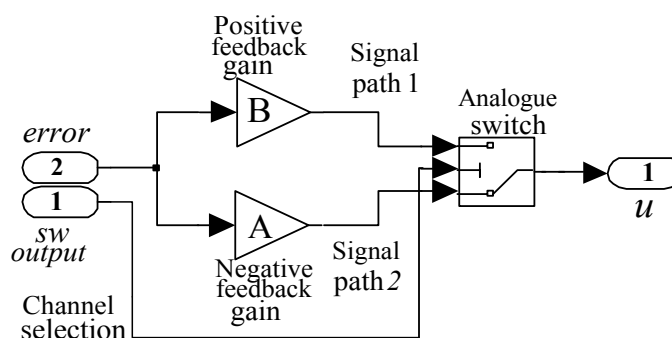 Positive
feedback
gain
B
Signal
path 1
Analogue
switch
error
2
1
sw
output
A
Negative
feedback
gain
Signal
path 2
1
u
Channel
selection